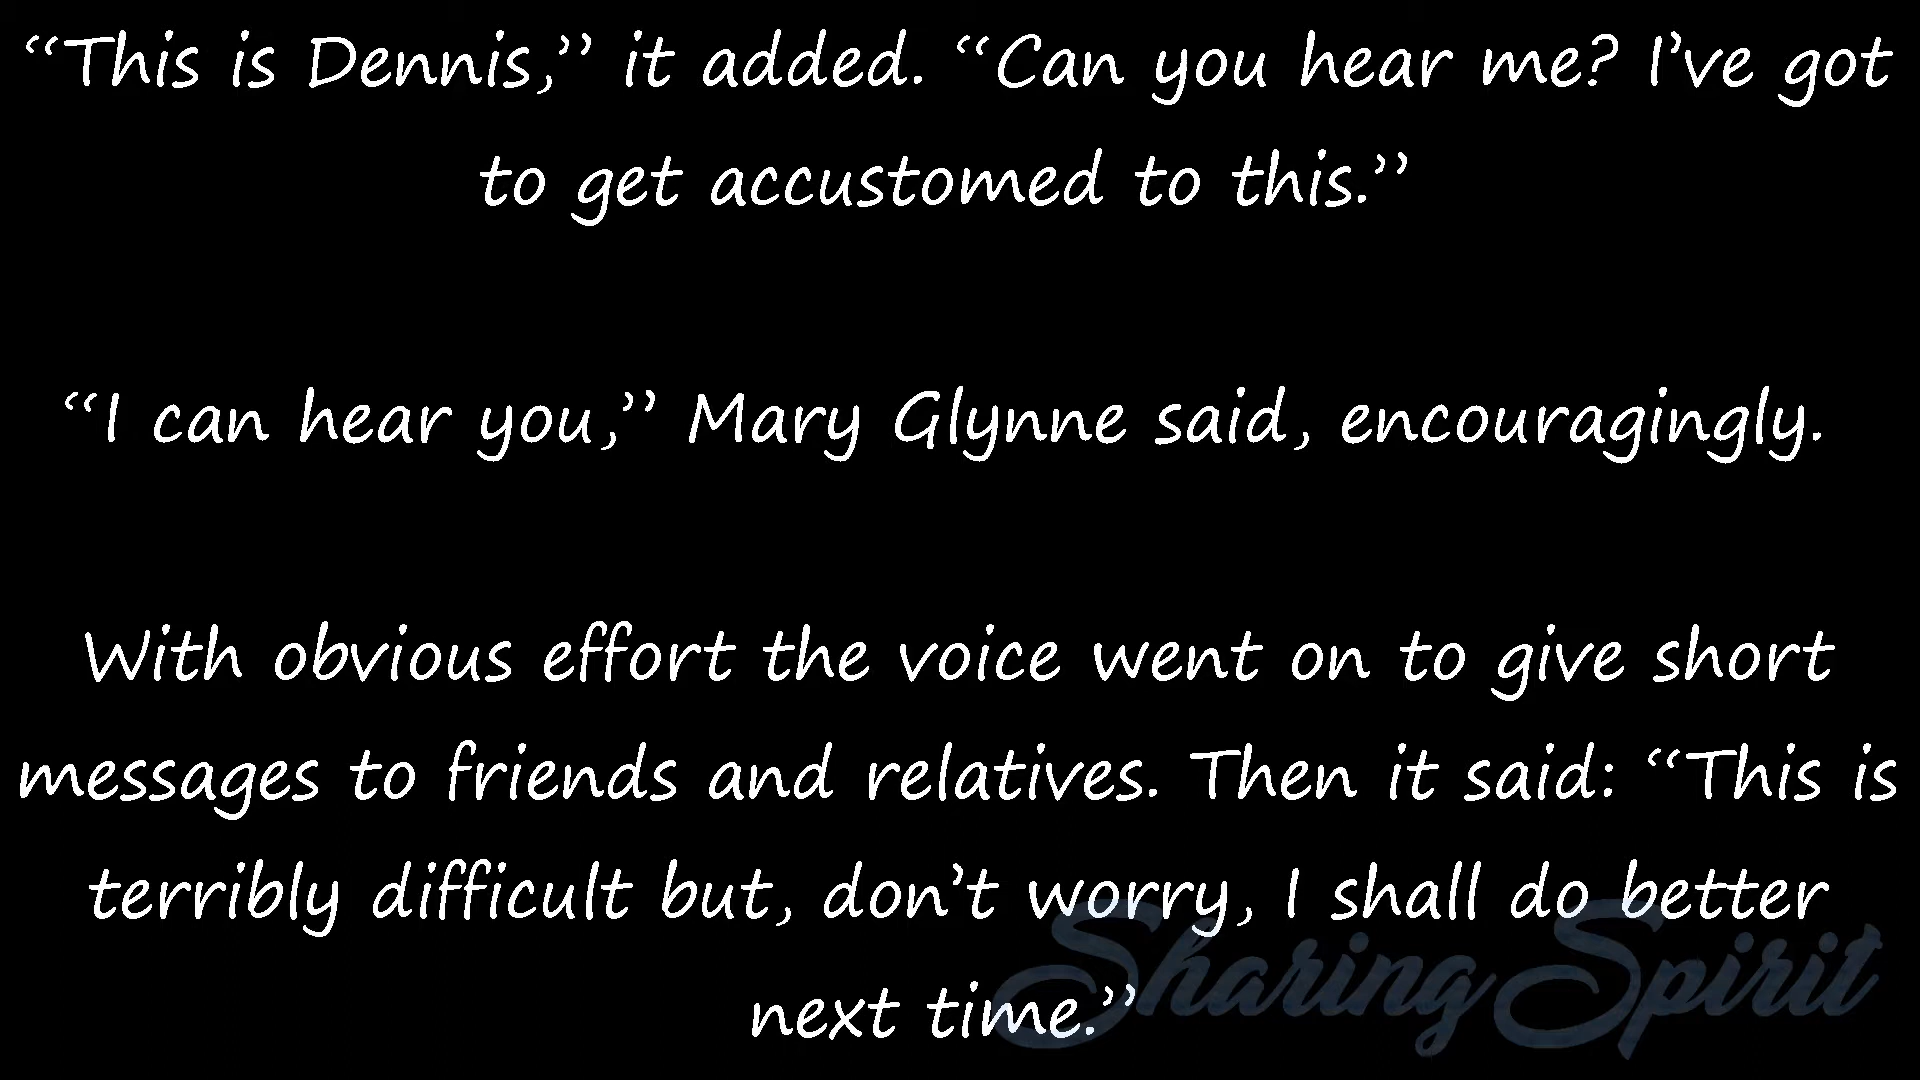 “This is Dennis,” it added. “Can you hear me? I’ve got
to get accustomed to this.”
“I can hear you,” Mary Glynne said, encouragingly.
With obvious effort the voice went on to give short
messages to friends and relatives. Then it said: “This is
terribly difficult but, don’t worry, I shall do better
next time.”
Sharing Spirit